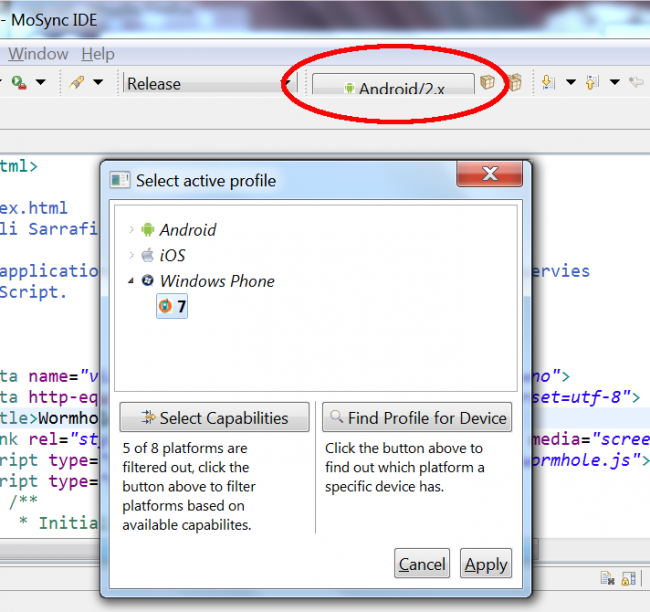 - MoSync IDE
Window Help
Release
Android/2.x
tml>
Select active profile
ex.html
li Sarrafi
Android
iOS
application
ervies
Script.
Windows Phone
7
ta name="v
no">
ta http-eq
set=utf-8">
Select Capabilities
Find Profile for Device
tle>Wormho
5 of 8 platforms are
filtered out, click the
button above to filter
platforms based on
available capabilites.
Click the button above to
find out which platform a
specific device has.
nk rel="st
media="scree
ript type=
ormhole.js">
ript type=
/**
* Initia
Cancel
Apply